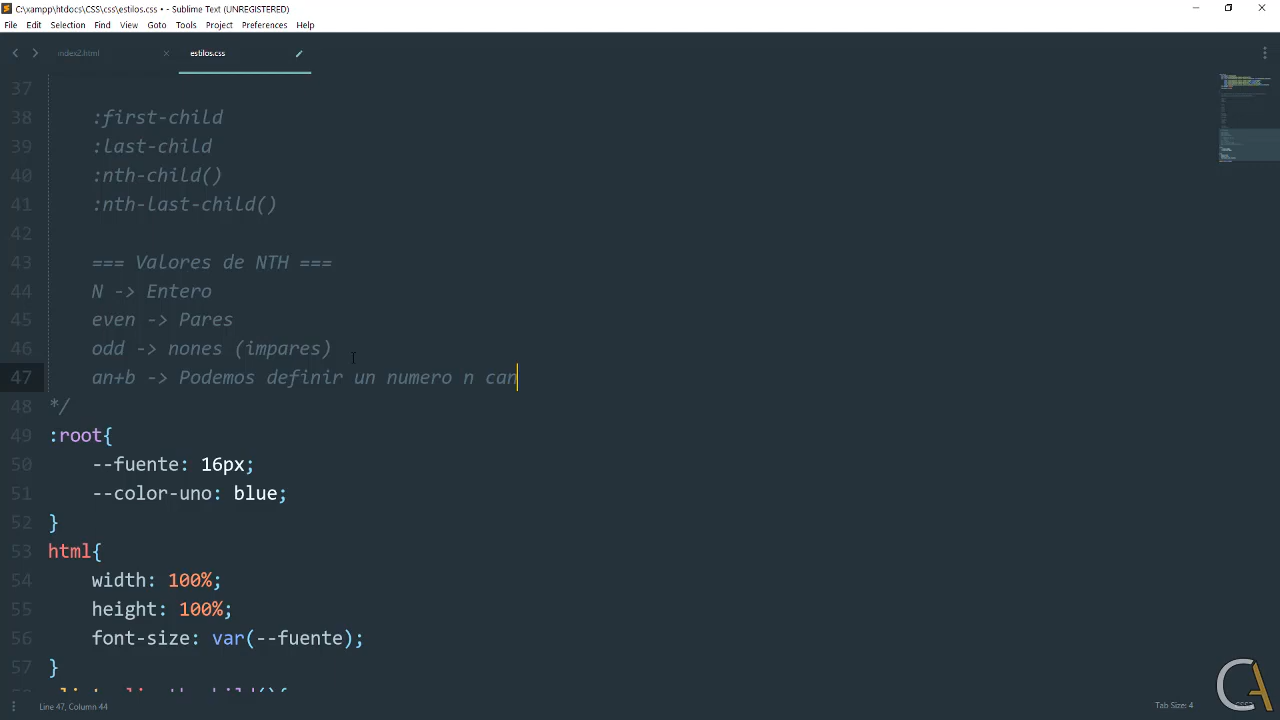 C:\xampp\htdocs\CSS\css\estilos.css • - Sublime Text (UNREGISTERED)
File Edit Selection Find View Goto Tools Project Preferences Help
index2.html estilos.css
37
38 :first-child
39 :last-child
40 :nth-child()
41 :nth-last-child()
42
43 === Valores de NTH ===
44 N -> Entero
45 even -> Pares
46 odd -> nones (impares)
47 an+b -> Podemos definir un numero n can
48 */
49 :root{
50 --fuente: 16px;
51 --color-uno: blue;
52 }
53 html{
54 width: 100%;
55 height: 100%;
56 font-size: var(--fuente);
57 }
Line 47, Column 44
Tab Size: 4
CA